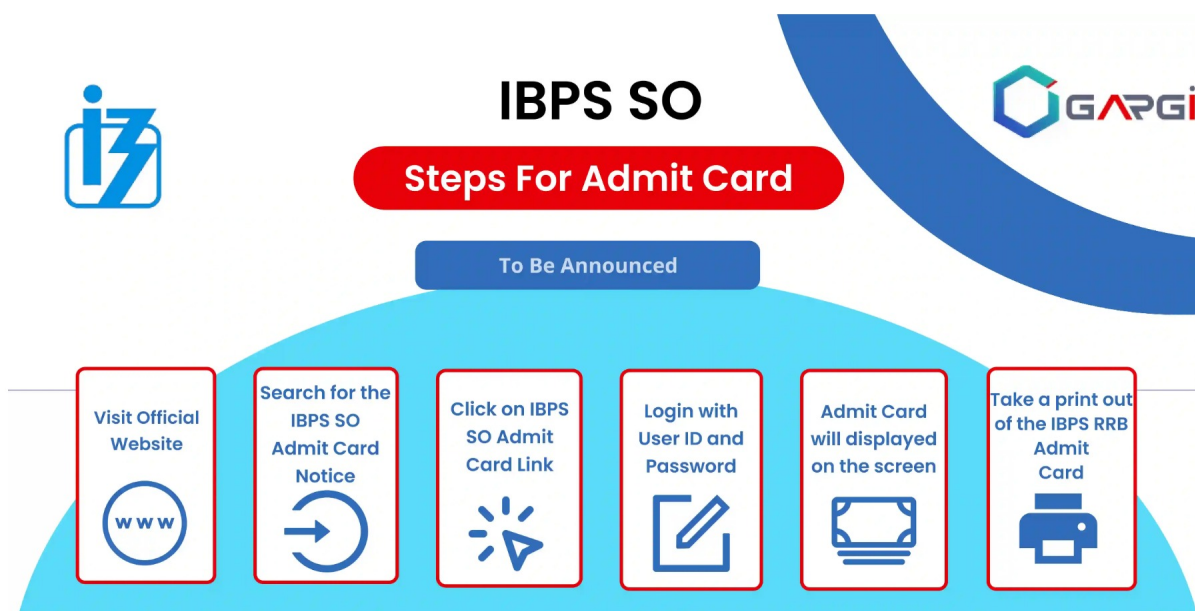 IBPS SO
GARGI
Steps For Admit Card
To Be Announced
Visit Official
Website
www
Search for the
IBPS SO
Admit Card
Notice
Click on IBPS
SO Admit
Card Link
Login with
User ID and
Password
Admit Card
will displayed
on the screen
Take a print out
of the IBPS RRB
Admit
Card